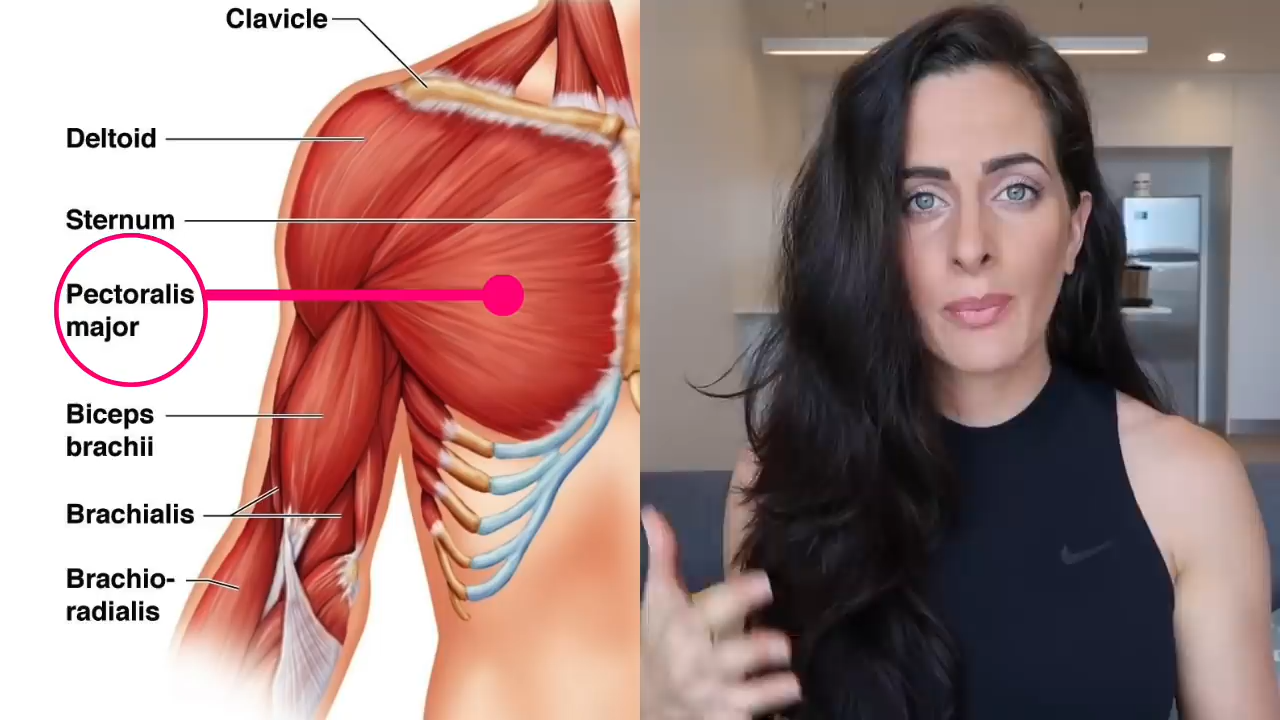 Clavicle
Deltoid
Sternum
Pectoralis
major
Biceps
brachii
Brachialis
Brachio-
radialis